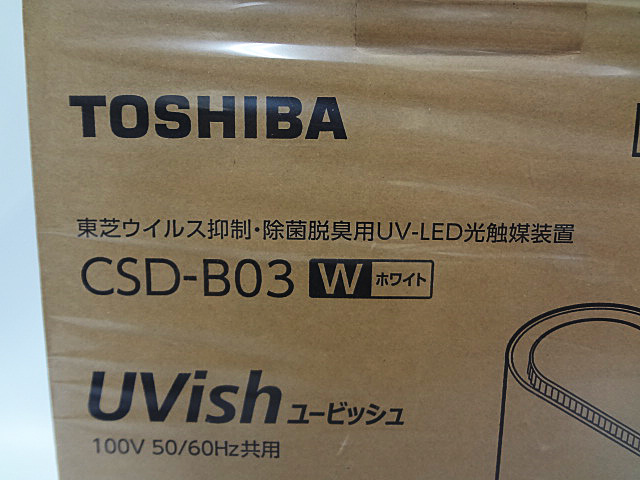 TOSHIBA
東芝ウイルス抑制・除菌脱臭用UV-LED光触媒装置
CSD-B03 W ホワイト
UVish ユービッシュ
100V 50/60Hz共用